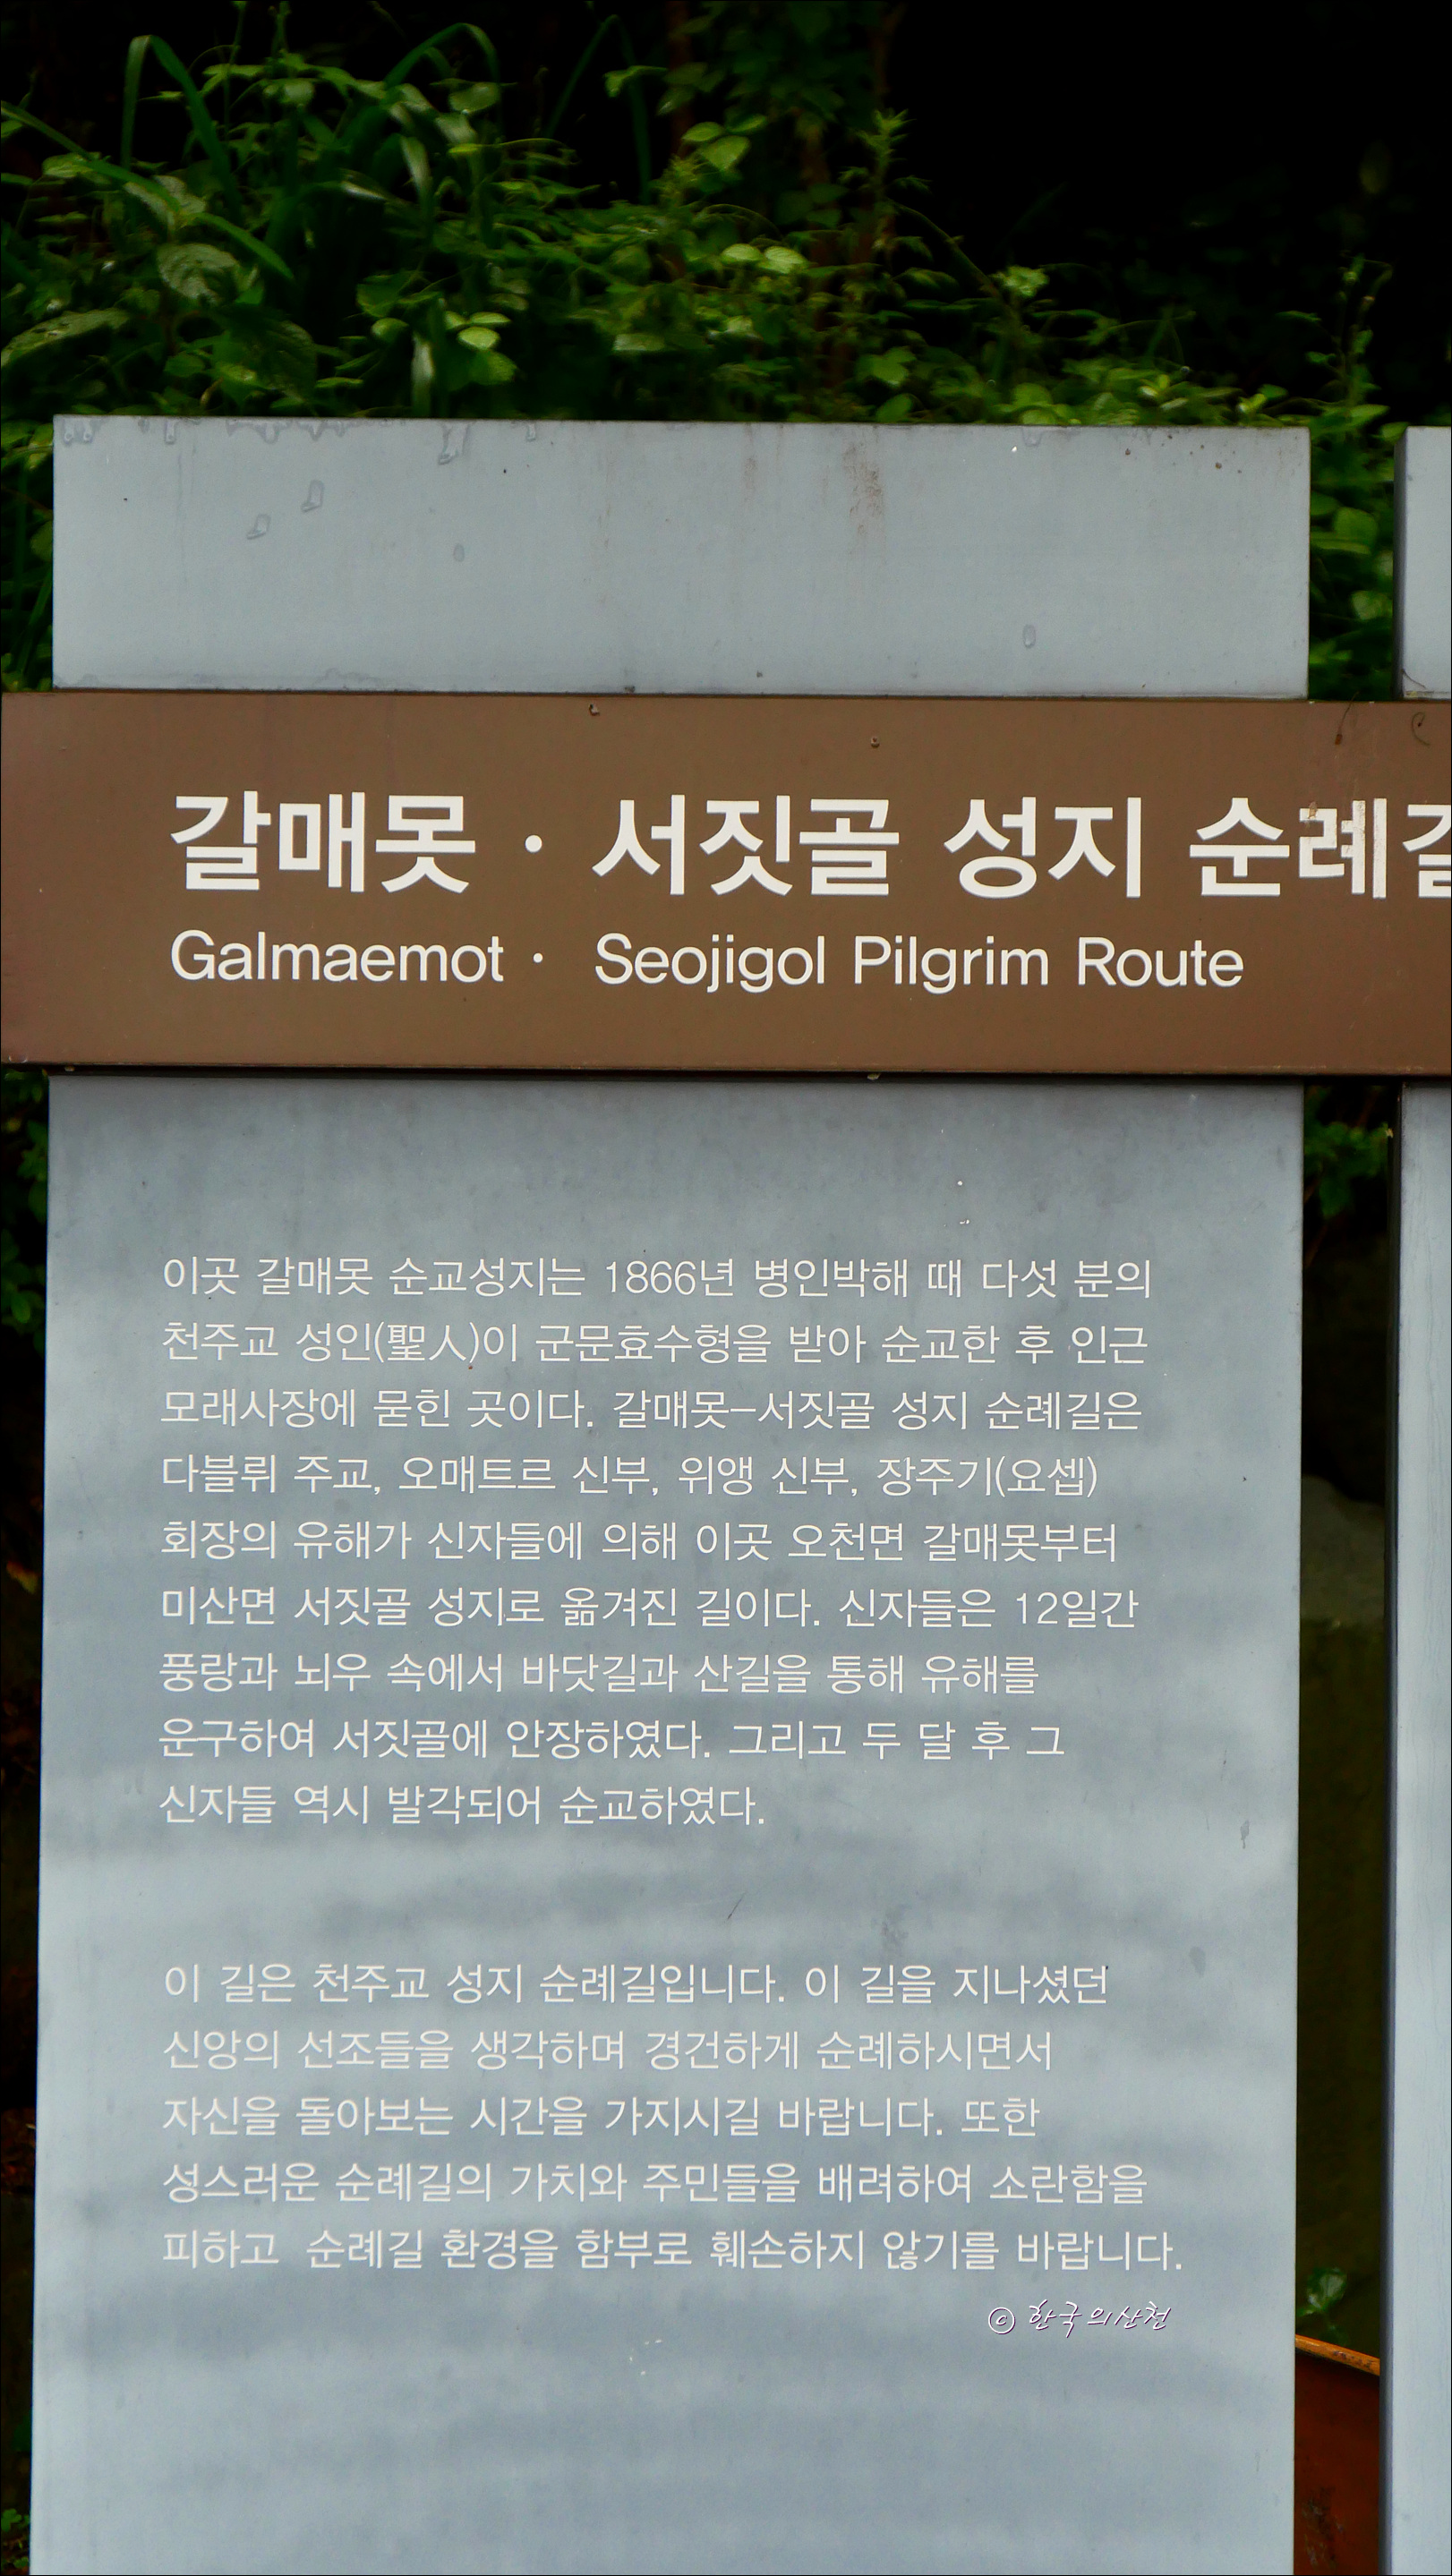 갈매못 · 서짓골 성지 순례길
Galmaemot · Seojigol Pilgrim Route
이곳 갈매못 순교성지는 1866년 병인박해 때 다섯 분의
천주교 성인(聖人)이 군문효수형을 받아 순교한 후 인근
모래사장에 묻힌 곳이다. 갈매못-서짓골 성지 순례길은
다블뤼 주교, 오매트르 신부, 위앵 신부, 장주기(요셉)
회장의 유해가 신자들에 의해 이곳 오천면 갈매못부터
미산면 서짓골 성지로 옮겨진 길이다. 신자들은 12일간
풍랑과 뇌우 속에서 바닷길과 산길을 통해 유해를
운구하여 서짓골에 안장하였다. 그리고 두 달 후 그
신자들 역시 발각되어 순교하였다.
이 길은 천주교 성지 순례길입니다. 이 길을 지나셨던
신앙의 선조들을 생각하며 경건하게 순례하시면서
자신을 돌아보는 시간을 가지시길 바랍니다. 또한
성스러운 순례길의 가치와 주민들을 배려하여 소란함을
피하고 순례길 환경을 함부로 훼손하지 않기를 바랍니다.
© 한국의산천